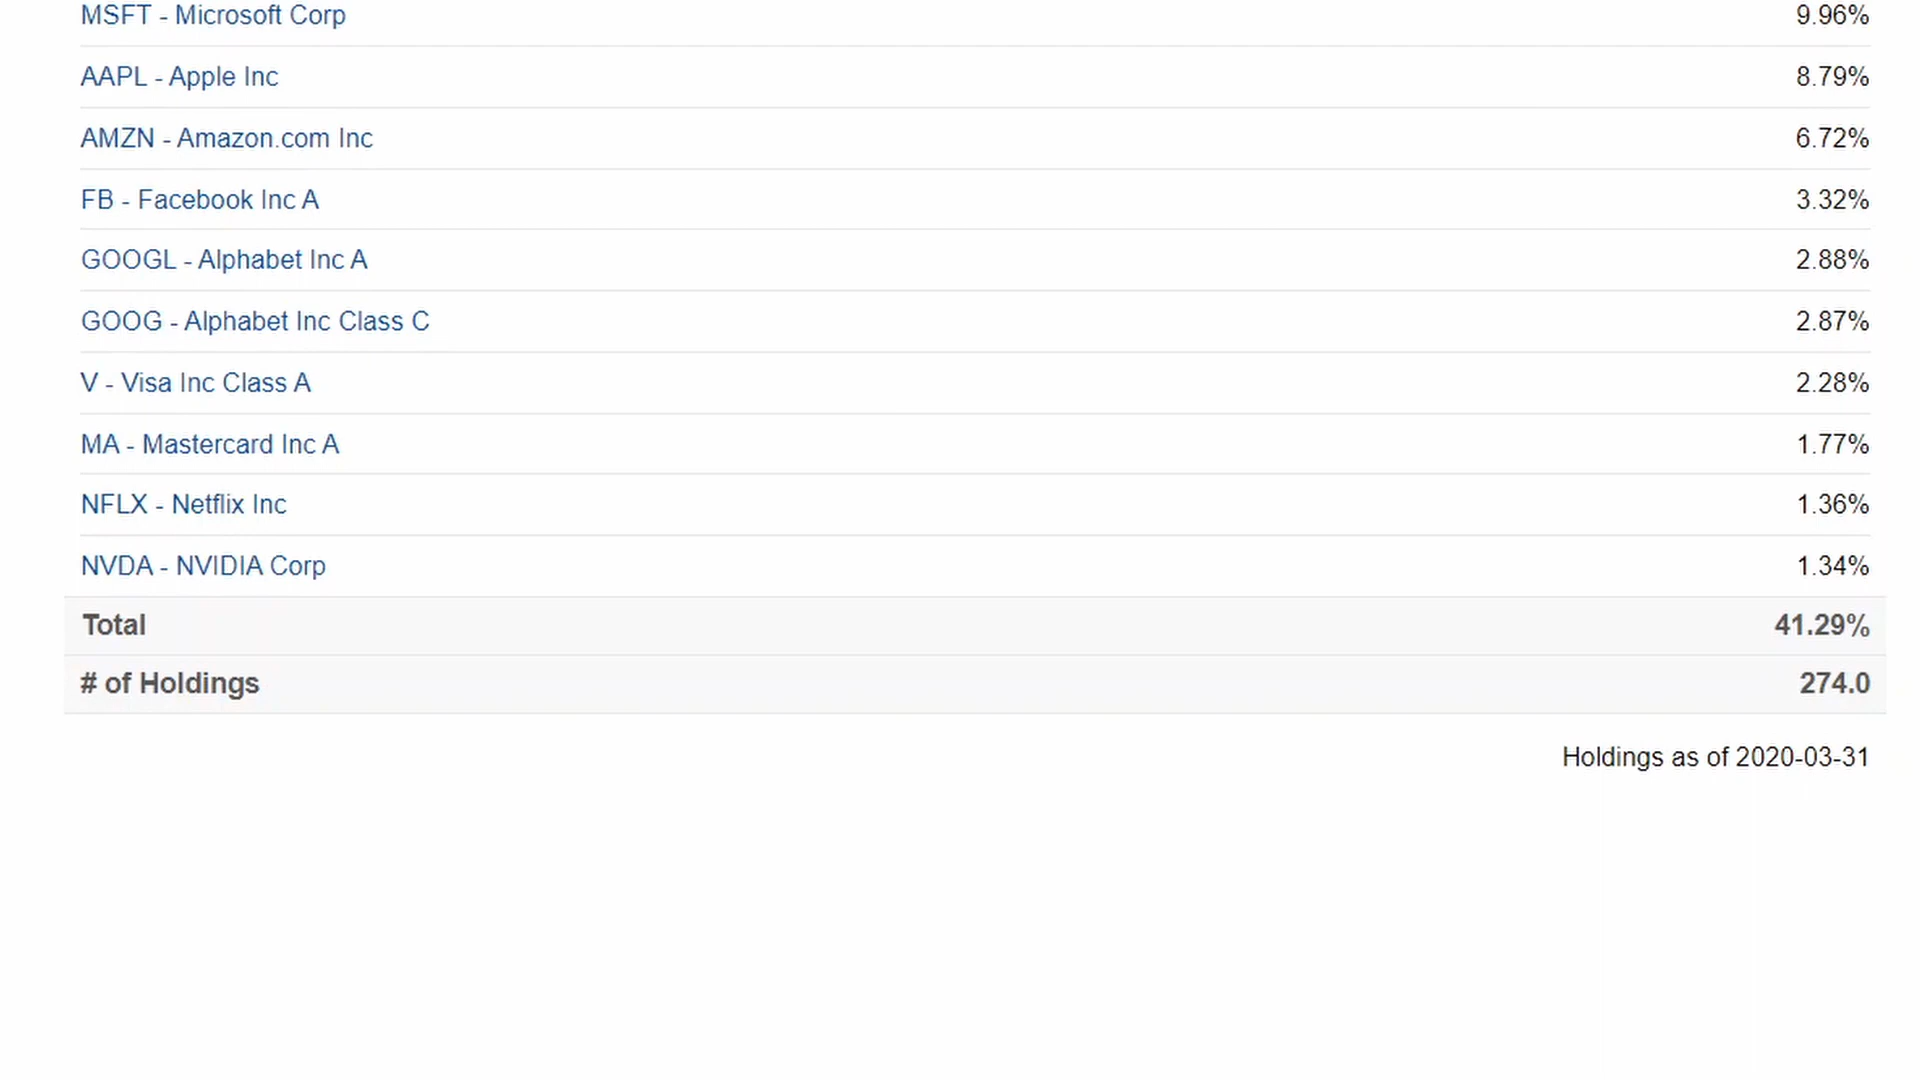 MSFT - Microsoft Corp 9.96%
AAPL - Apple Inc 8.79%
AMZN - Amazon.com Inc 6.72%
FB - Facebook Inc A 3.32%
GOOGL - Alphabet Inc A 2.88%
GOOG - Alphabet Inc Class C 2.87%
V - Visa Inc Class A 2.28%
MA - Mastercard Inc A 1.77%
NFLX - Netflix Inc 1.36%
NVDA - NVIDIA Corp 1.34%
Total 41.29%
# of Holdings 274.0
Holdings as of 2020-03-31